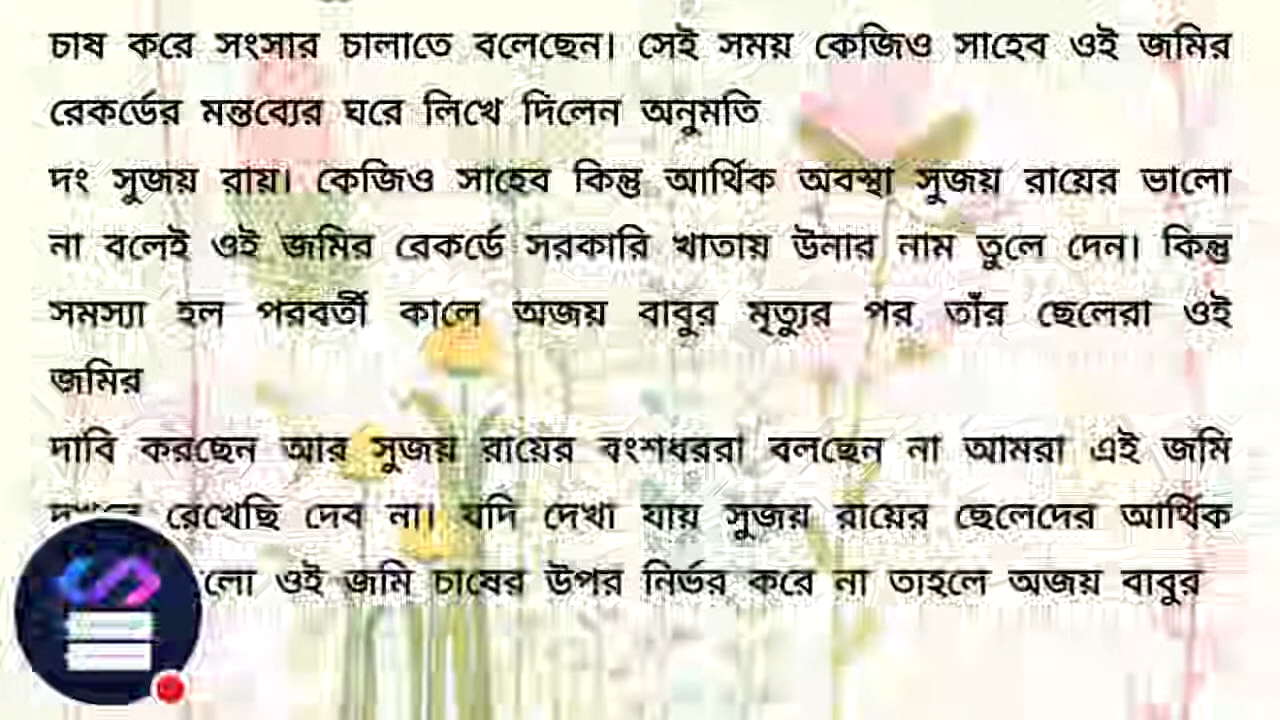 চাষ করে সংসার চালাতে বলেছেন। সেই সময় কেজিও সাহেব ওই জমির
রেকর্ডের মন্তব্যের ঘরে লিখে দিলেন অনুমতি
দং সুজয় রায়। কেজিও সাহেব কিন্তু আর্থিক অবস্থা সুজয় রায়ের ভালো
না বলেই ওই জমির রেকর্ডে সরকারি খাতায় উনার নাম তুলে দেন। কিন্তু
সমস্যা হল পরবর্তী কালে অজয় বাবুর মৃত্যুর পর তাঁর ছেলেরা ওই
জমির
দাবি করছেন আর সুজয় রায়ের বংশধররা বলছেন না আমরা এই জমি
রেখেছি দেব না। যদি দেখা যায় সুজয় রায়ের ছেলেদের আর্থিক
ওই জমি চাষের উপর নির্ভর করে না তাহলে অজয় বাবুর